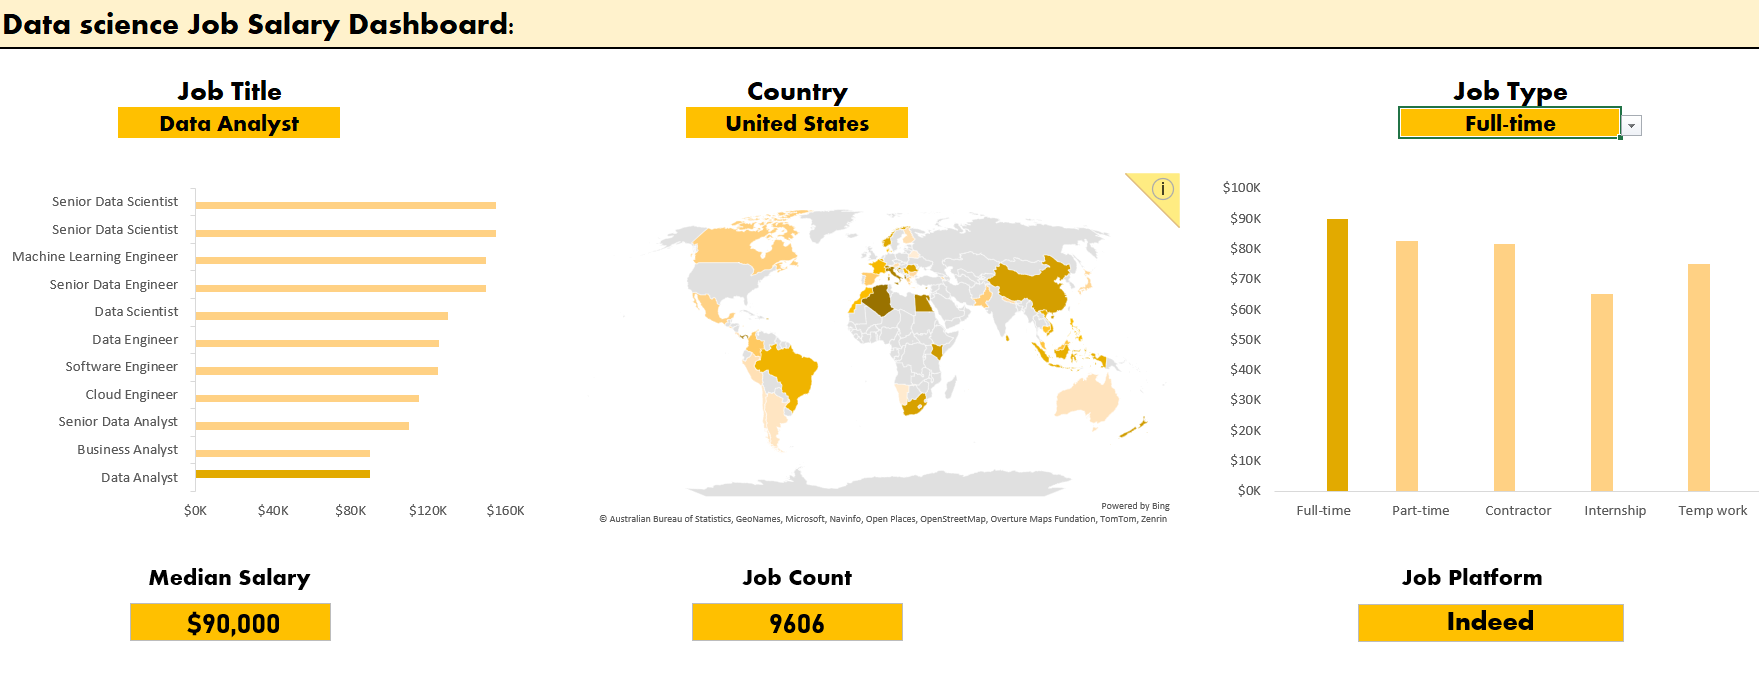 Data science Job Salary Dashboard:
Job Title
Data Analyst
Country
United States
Job Type
Full-time
Senior Data Scientist
Senior Data Scientist
Machine Learning Engineer
Senior Data Engineer
Data Scientist
Data Engineer
Software Engineer
Cloud Engineer
Senior Data Analyst
Business Analyst
Data Analyst
$0K $40K $80K $120K $160K
i
Powered by Bing
© Australian Bureau of Statistics, GeoNames, Microsoft, Navinfo, Open Places, OpenStreetMap, Overture Maps Fundation, TomTom, Zenrin
$100K
$90K
$80K
$70K
$60K
$50K
$40K
$30K
$20K
$10K
$0K
Full-time Part-time Contractor Internship Temp work
Median Salary
$90,000
Job Count
9606
Job Platform
Indeed